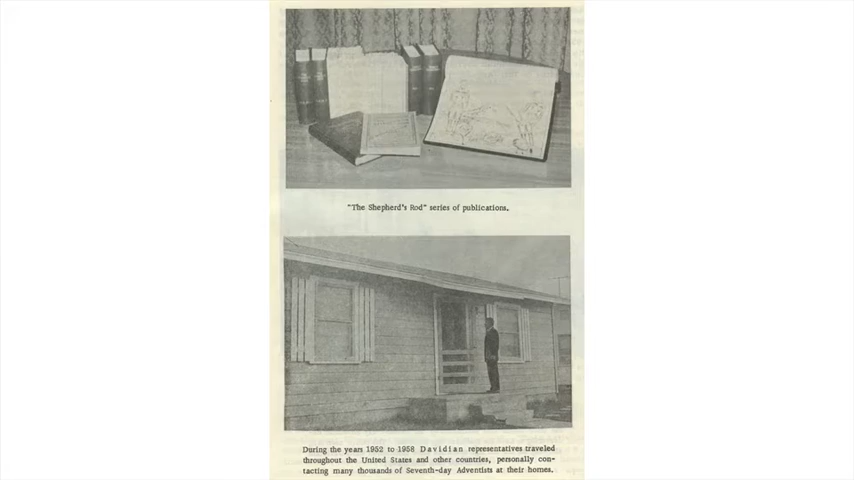 "The Shepherd's Rod" series of publications.
During the years 1952 to 1958 Davidian representatives traveled
throughout the United States and other countries, personally con-
tacting many thousands of Seventh-day Adventists at their homes.